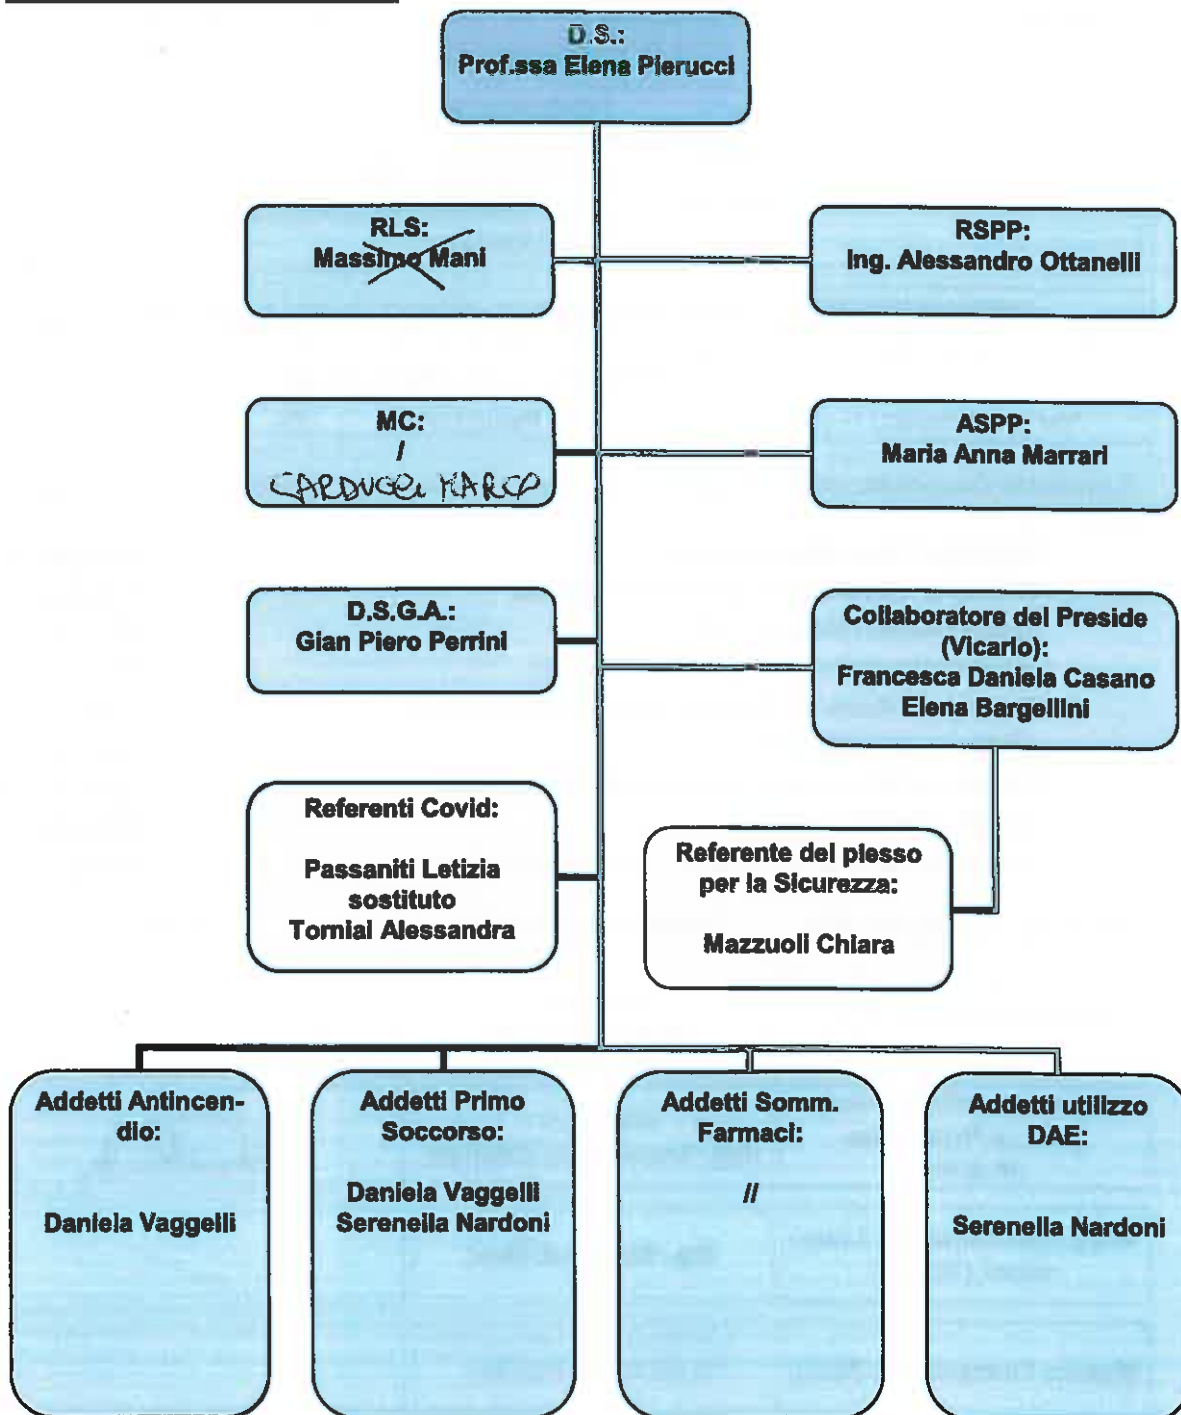 D.S.:
Prof.ssa Elena Pierucci
RLS:
Massimo Mani
RSPP:
Ing. Alessandro Ottanelli
MC:
/
CARDUCCI MARCO
ASPP:
Maria Anna Marrari
D.S.G.A.:
Gian Piero Perrini
Collaboratore del Preside
(Vicario):
Francesca Daniela Casano
Elena Bargellini
Referenti Covid:
Passaniti Letizia
sostituto
Torniai Alessandra
Referente del plesso
per la Sicurezza:
Mazzuoli Chiara
Addetti Antincen-
dio:
Daniela Vaggelli
Addetti Primo
Soccorso:
Daniela Vaggelli
Serenella Nardoni
Addetti Somm.
Farmaci:
//
Addetti utilizzo
DAE:
Serenella Nardoni